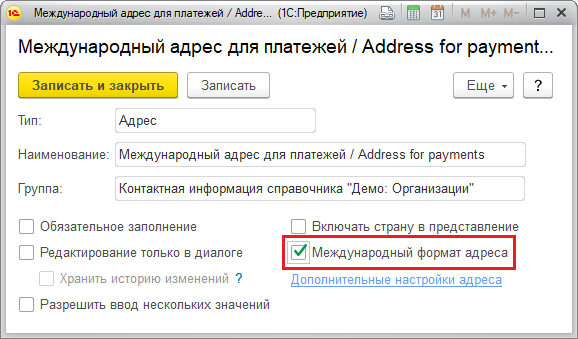 Международный адрес для платежей / Addre... (1С:Предприятие) M M+ M-
Международный адрес для платежей / Address for payment...
Записать и закрыть Записать Еще ?
Тип: Адрес
Наименование: Международный адрес для платежей / Address for payments
Группа: Контактная информация справочника "Демо: Организации"
Обязательное заполнение Включать страну в представление
Редактирование только в диалоге Международный формат адреса
Хранить историю изменений ? Дополнительные настройки адреса
Разрешить ввод нескольких значений